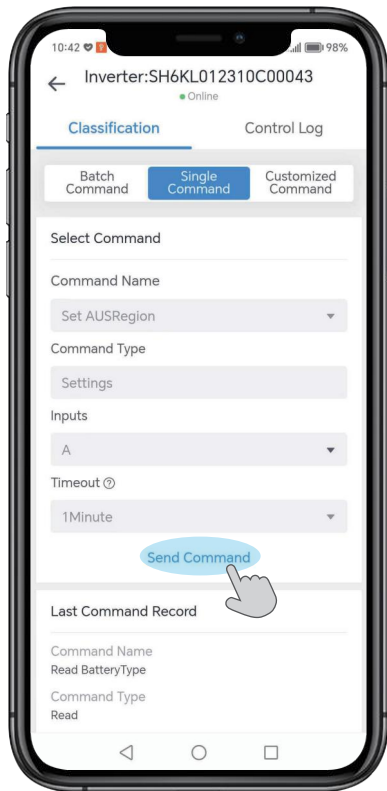 10:42
98%
Inverter:SH6KL012310C00043
Online
Classification
Control Log
Batch
Command
Single
Command
Customized
Command
Select Command
Command Name
Set AUSRegion
Command Type
Settings
Inputs
A
Timeout ?
1Minute
Send Command
Last Command Record
Command Name
Read BatteryType
Command Type
Read